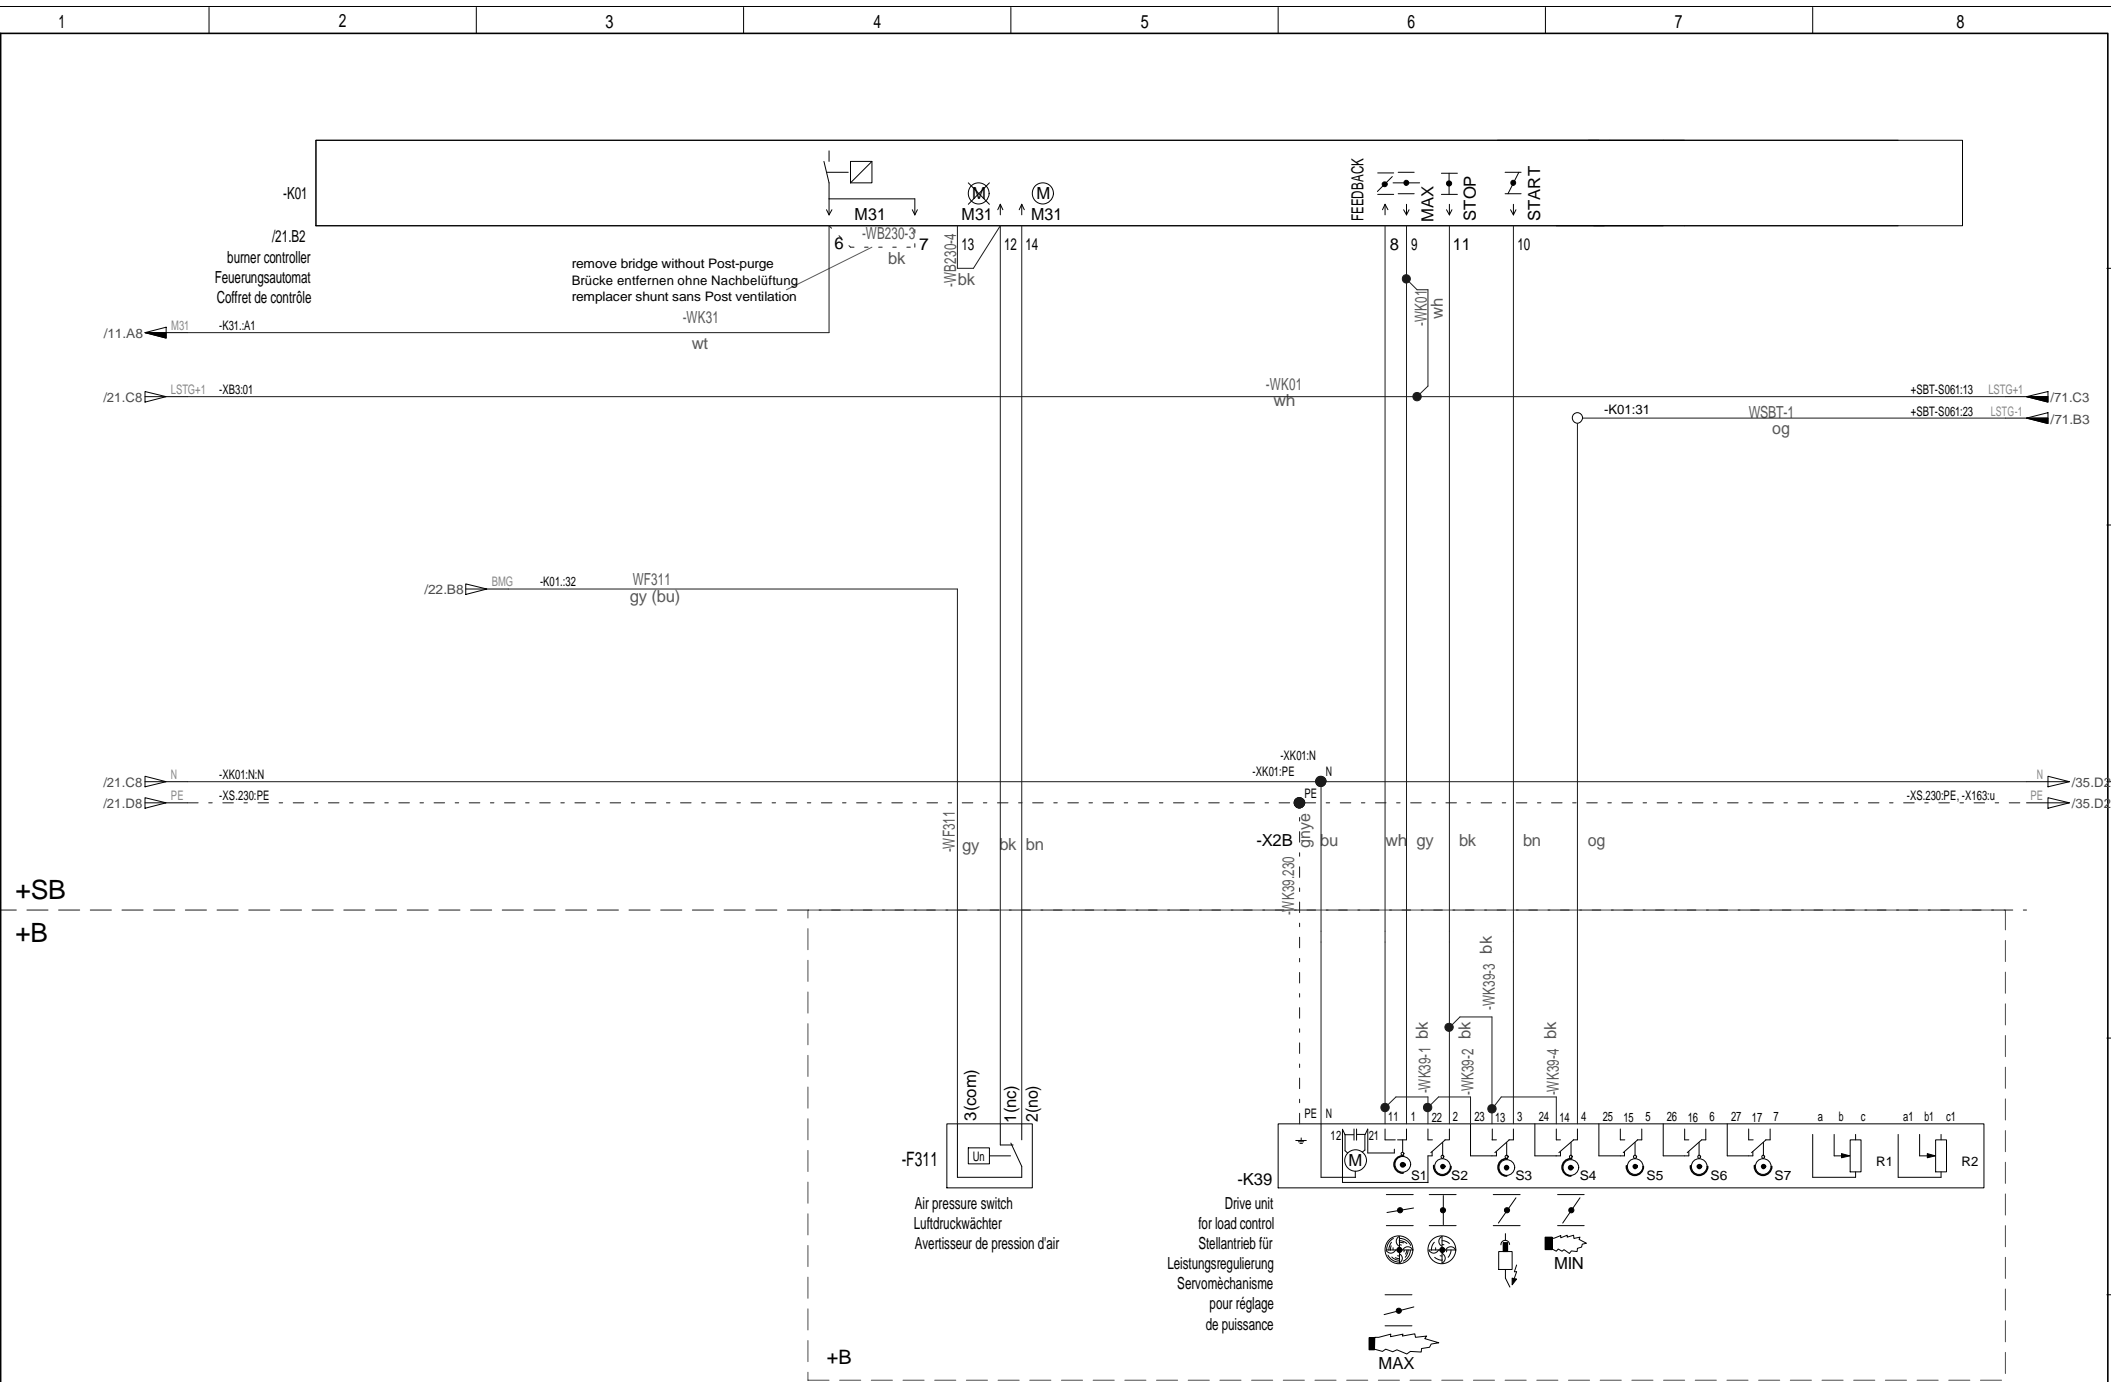 1 2 3 4 5 6 7 8
-K01
FEEDBACK
MAX
STOP
START
M
M
M31
M31
M31
/21.B2
burner controller
Feuerungsautomat
Coffret de contrôle
6
-WB230-3
7
bk
-WB230-4
13
bk
12 14
8 9
11
10
remove bridge without Post-purge
Brücke entfernen ohne Nachbelüftung
remplacer shunt sans Post ventilation
-WK01
wh
/11.A8 M31 -K31.:A1
-WK31
wt
/21.C8 LSTG+1 -XB3:01
-WK01
wh
+SBT-S061:13 LSTG+1 /71.C3
-K01:31
WSBT-1
og
+SBT-S061:23 LSTG-1 /71.B3
/22.B8 BMG -K01.:32
WF311
gy (bu)
-XK01:N
-XK01:PE N
/21.C8 N -XK01:N:N
N /35.D2
/21.D8 PE -XS.230:PE
PE
-XS.230:PE, -X163:u PE /35.D2
-WF311
gy
bk bn
-X2B
gnye
bu
wh gy
bk
bn
og
-WK39.230
+SB
+B
-WK39-1 bk
-WK39-2 bk
-WK39-3 bk
-WK39-4 bk
3(com)
1(nc)
2(no)
PE N
11 1 22 2 23 13 3 24 14 4 25 15 5 26 16 6 27 17 7 a b c a1 b1 c1
12 21
M
Un
-F311
S1 S2 S3 S4 S5 S6 S7 R1 R2
-K39
Air pressure switch
Luftdruckwächter
Avertisseur de pression d'air
Drive unit
for load control
Stellantrieb für
Leistungsregulierung
Servomèchanisme
pour réglage
de puissance
MIN
MAX
+B